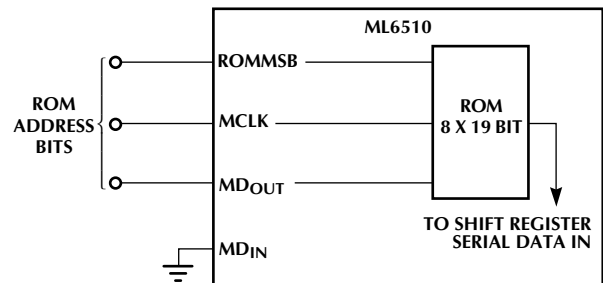 ML6510
ROMMSB
ROM
ADDRESS
BITS
MCLK
MDOUT
MDIN
ROM
8 X 19 BIT
TO SHIFT REGISTER
SERIAL DATA IN